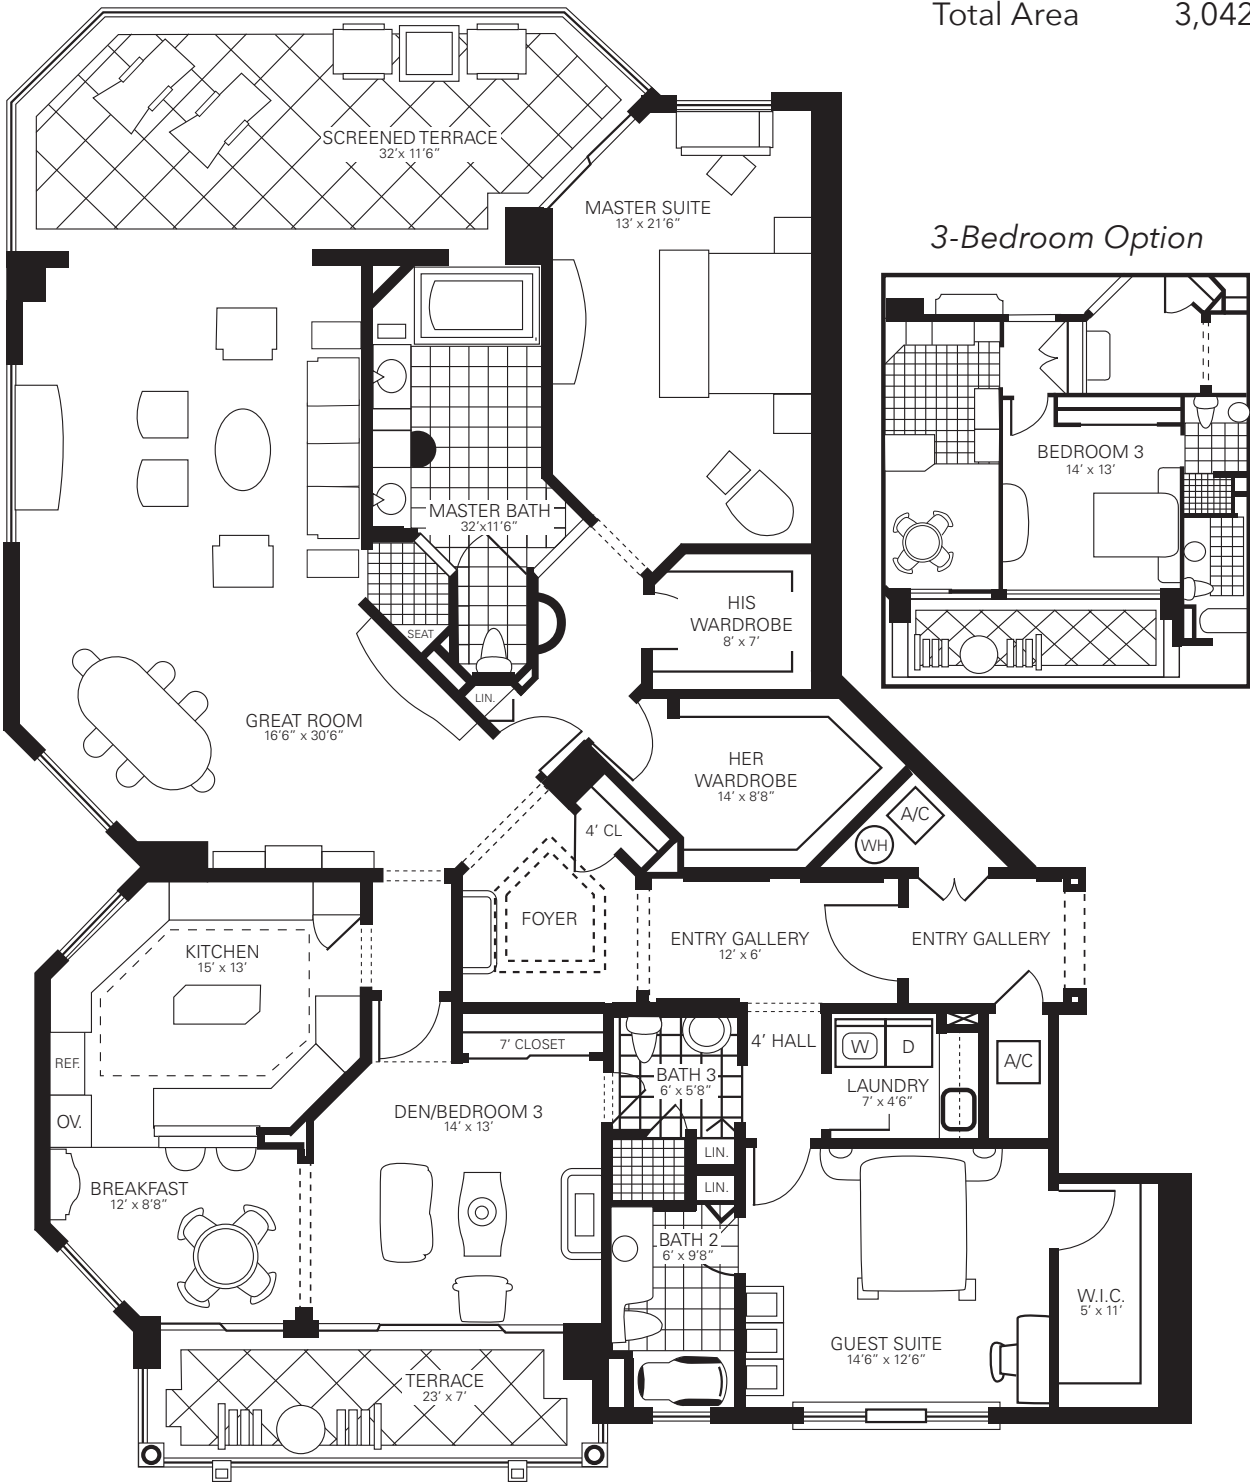 Total Area 3,042
SCREENED TERRACE
32'x 11'6"
MASTER SUITE
13' x 21'6"
3-Bedroom Option
BEDROOM 3
14' x 13'
MASTER BATH
32'x11'6"
HIS
WARDROBE
8' x 7'
SEAT
LIN.
GREAT ROOM
16'6" x 30'6"
HER
WARDROBE
14' x 8'8"
4' CL
A/C
WH
FOYER
ENTRY GALLERY
12' x 6'
ENTRY GALLERY
KITCHEN
15' x 13'
REF.
OV.
7' CLOSET
4' HALL
W
D
A/C
BATH 3
6' x 5'8"
LAUNDRY
7' x 4'6"
DEN/BEDROOM 3
14' x 13'
LIN.
LIN.
BREAKFAST
12' x 8'8"
BATH 2
6' x 9'8"
W.I.C.
5' x 11'
GUEST SUITE
14'6" x 12'6"
TERRACE
23' x 7'